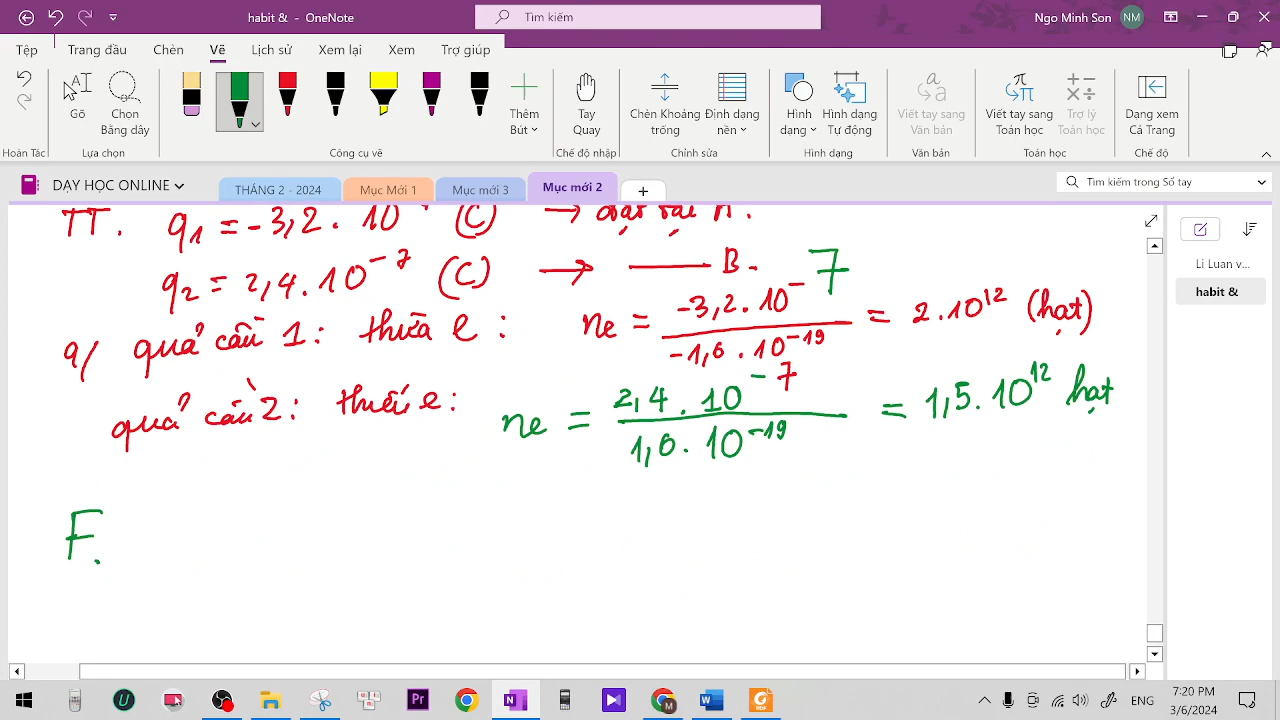 habit & - OneNote
Tìm kiếm
Ngo Minh Son NM
Tệp Trang đầu Chèn Vẽ Lịch sử Xem lại Xem Trợ giúp
Gõ
Chọn Bằng dây
Thêm Bút
Tay Quay
Chèn Khoảng trống
Định dạng nền
Hình dạng
Hình dạng Tự động
Viết tay sang Văn bản
Viết tay sang Toán học
Trợ lý Toán học
Dạng xem Cả Trang
Hoàn Tác Lựa chọn Công cụ vẽ Chế độ nhập Chỉnh sửa Hình dạng Văn bản Toán học Chế độ
DẠY HỌC ONLINE THÁNG 2 - 2024 Mục Mới 1 Mục mới 3 Mục mới 2 + Tìm kiếm trong Sổ tay
Li Luan v...
habit &
TT. q₁ = -3,2. 10 (C) → đặt tại A.
q₂ = 2,4. 10⁻⁷ (C) → —— B.
a/ quả cầu 1: thừa e: ne = -3,2. 10⁻⁷ / -1,6. 10⁻¹⁹ = 2. 10¹² (hạt)
quả cầu 2: thiếu e: ne = 2,4. 10⁻⁷ / 1,6. 10⁻¹⁹ = 1,5. 10¹² hạt
F.
7:20 PM
3/6/2024